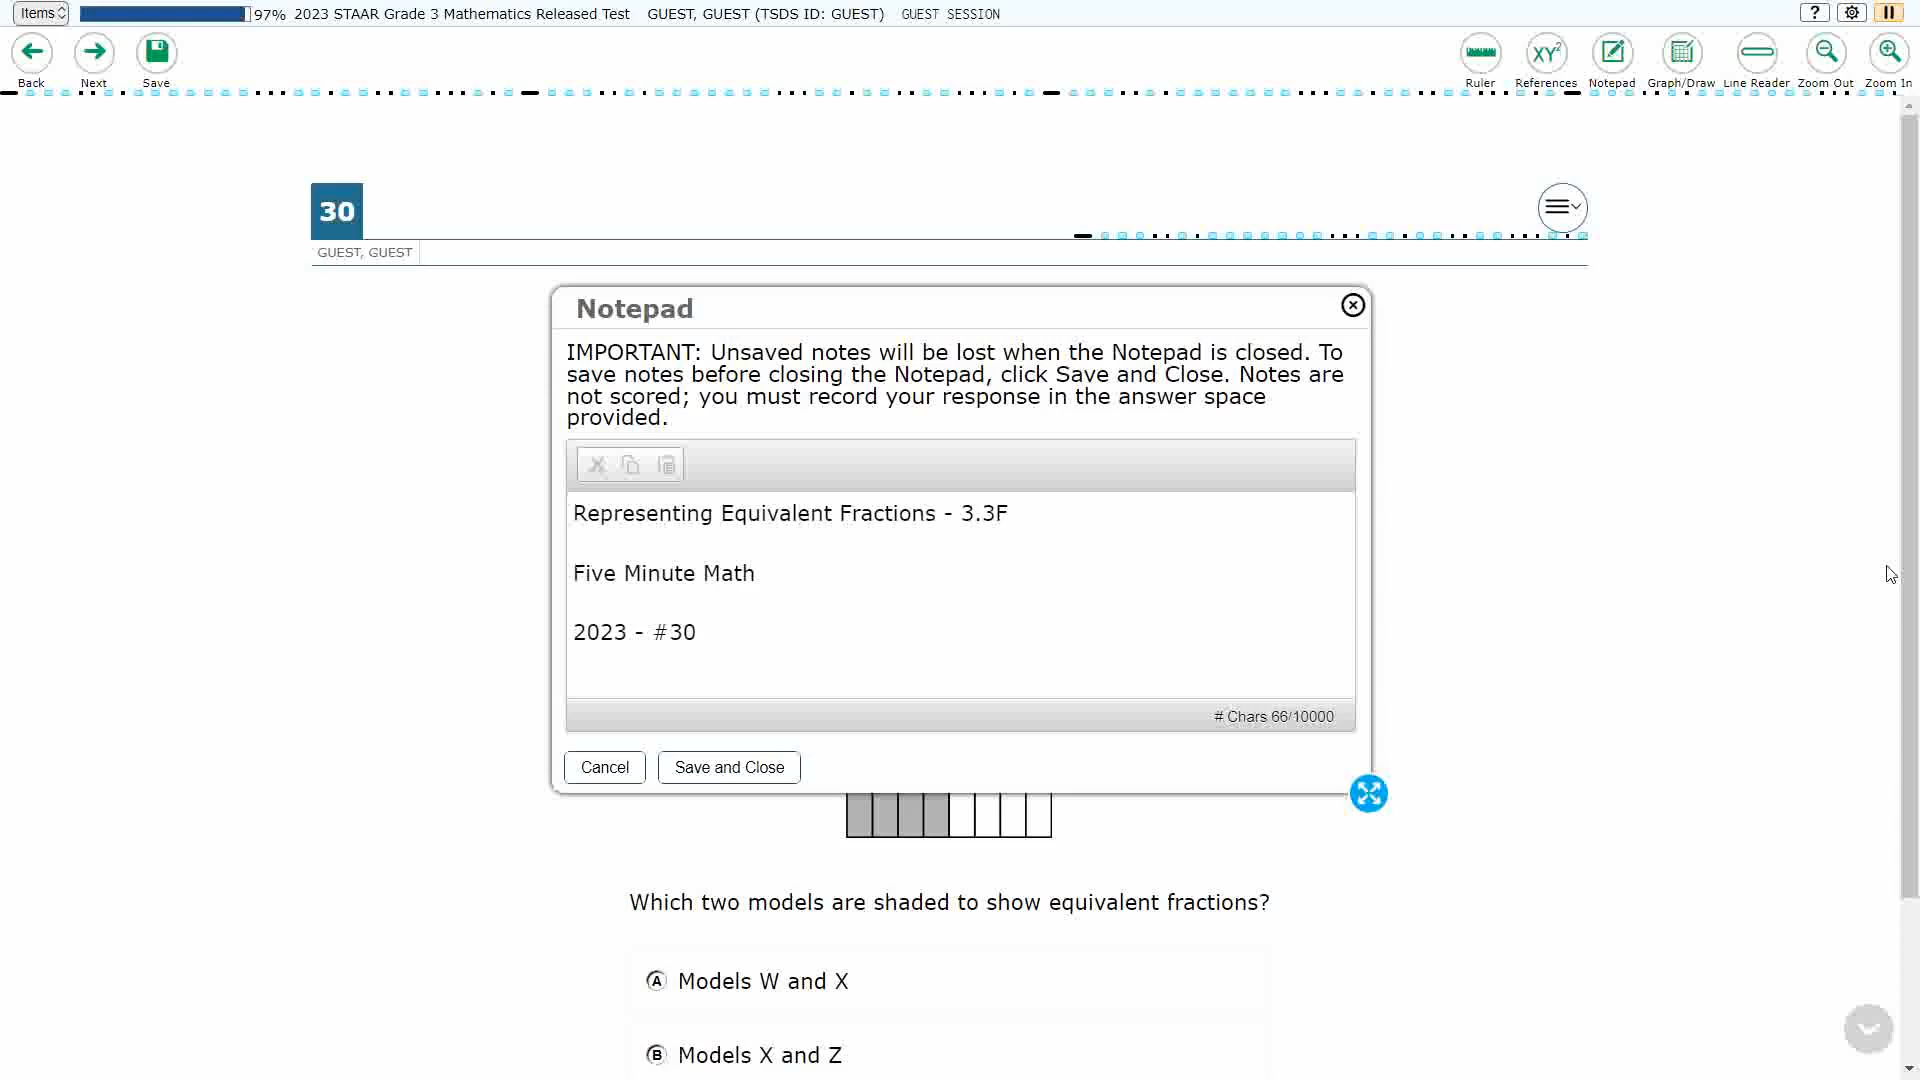 Items 97% 2023 STAAR Grade 3 Mathematics Released Test GUEST, GUEST (TSDS ID: GUEST) GUEST SESSION ?
Back Next Save Ruler XY² References Notepad Graph/Draw Line Reader Zoom Out Zoom In
30
GUEST, GUEST
Notepad
IMPORTANT: Unsaved notes will be lost when the Notepad is closed. To
save notes before closing the Notepad, click Save and Close. Notes are
not scored; you must record your response in the answer space
provided.
Representing Equivalent Fractions - 3.3F
Five Minute Math
2023 - #30
# Chars 66/10000
Cancel Save and Close
Which two models are shaded to show equivalent fractions?
A Models W and X
B Models X and Z